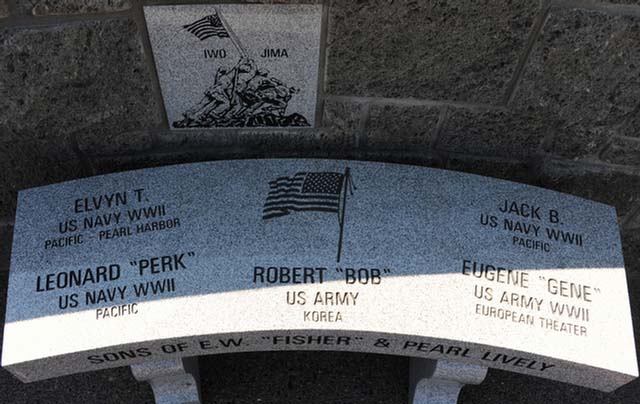 IWO JIMA
ELVYN T.
US NAVY WWII
PACIFIC - PEARL HARBOR
JACK B.
US NAVY WWII
PACIFIC
LEONARD "PERK"
US NAVY WWII
PACIFIC
ROBERT "BOB"
US ARMY
KOREA
EUGENE "GENE"
US ARMY WWII
EUROPEAN THEATER
SONS OF E.W. "FISHER" & PEARL LIVELY